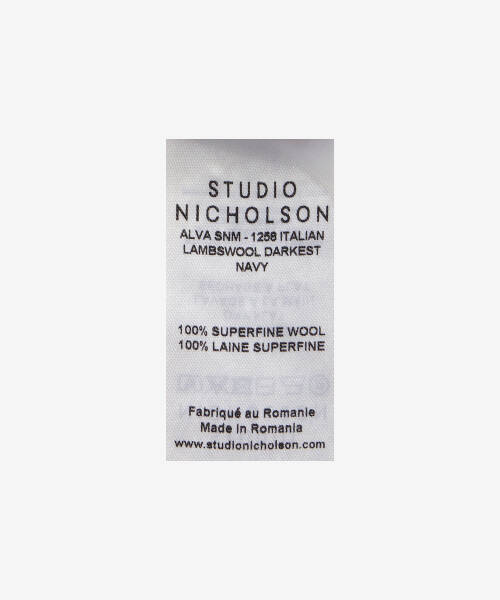 STUDIO
NICHOLSON
ALVA SNM - 1258 ITALIAN
LAMBSWOOL DARKEST
NAVY
100% SUPERFINE WOOL
100% LAINE SUPERFINE
Fabriqué au Romanie
Made in Romania
www.studionicholson.com